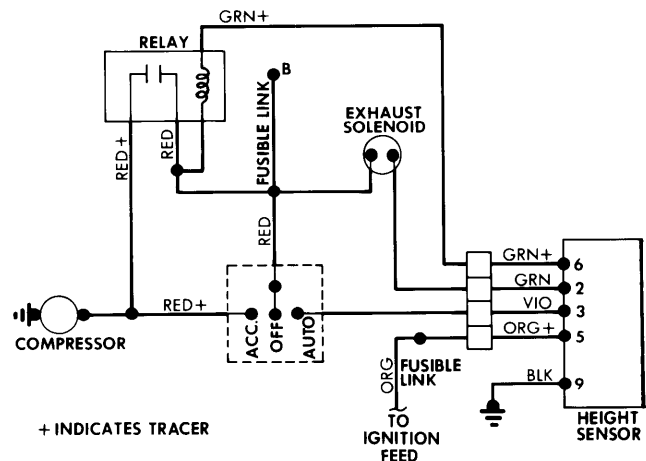 GRN+
RELAY
B
FUSIBLE LINK
EXHAUST
SOLENOID
RED+
RED
RED
GRN+
6
GRN
2
VIO
3
ORG+
5
BLK
9
RED+
ACC.
OFF
AUTO
COMPRESSOR
ORG
FUSIBLE
LINK
TO
IGNITION
FEED
HEIGHT
SENSOR
+ INDICATES TRACER